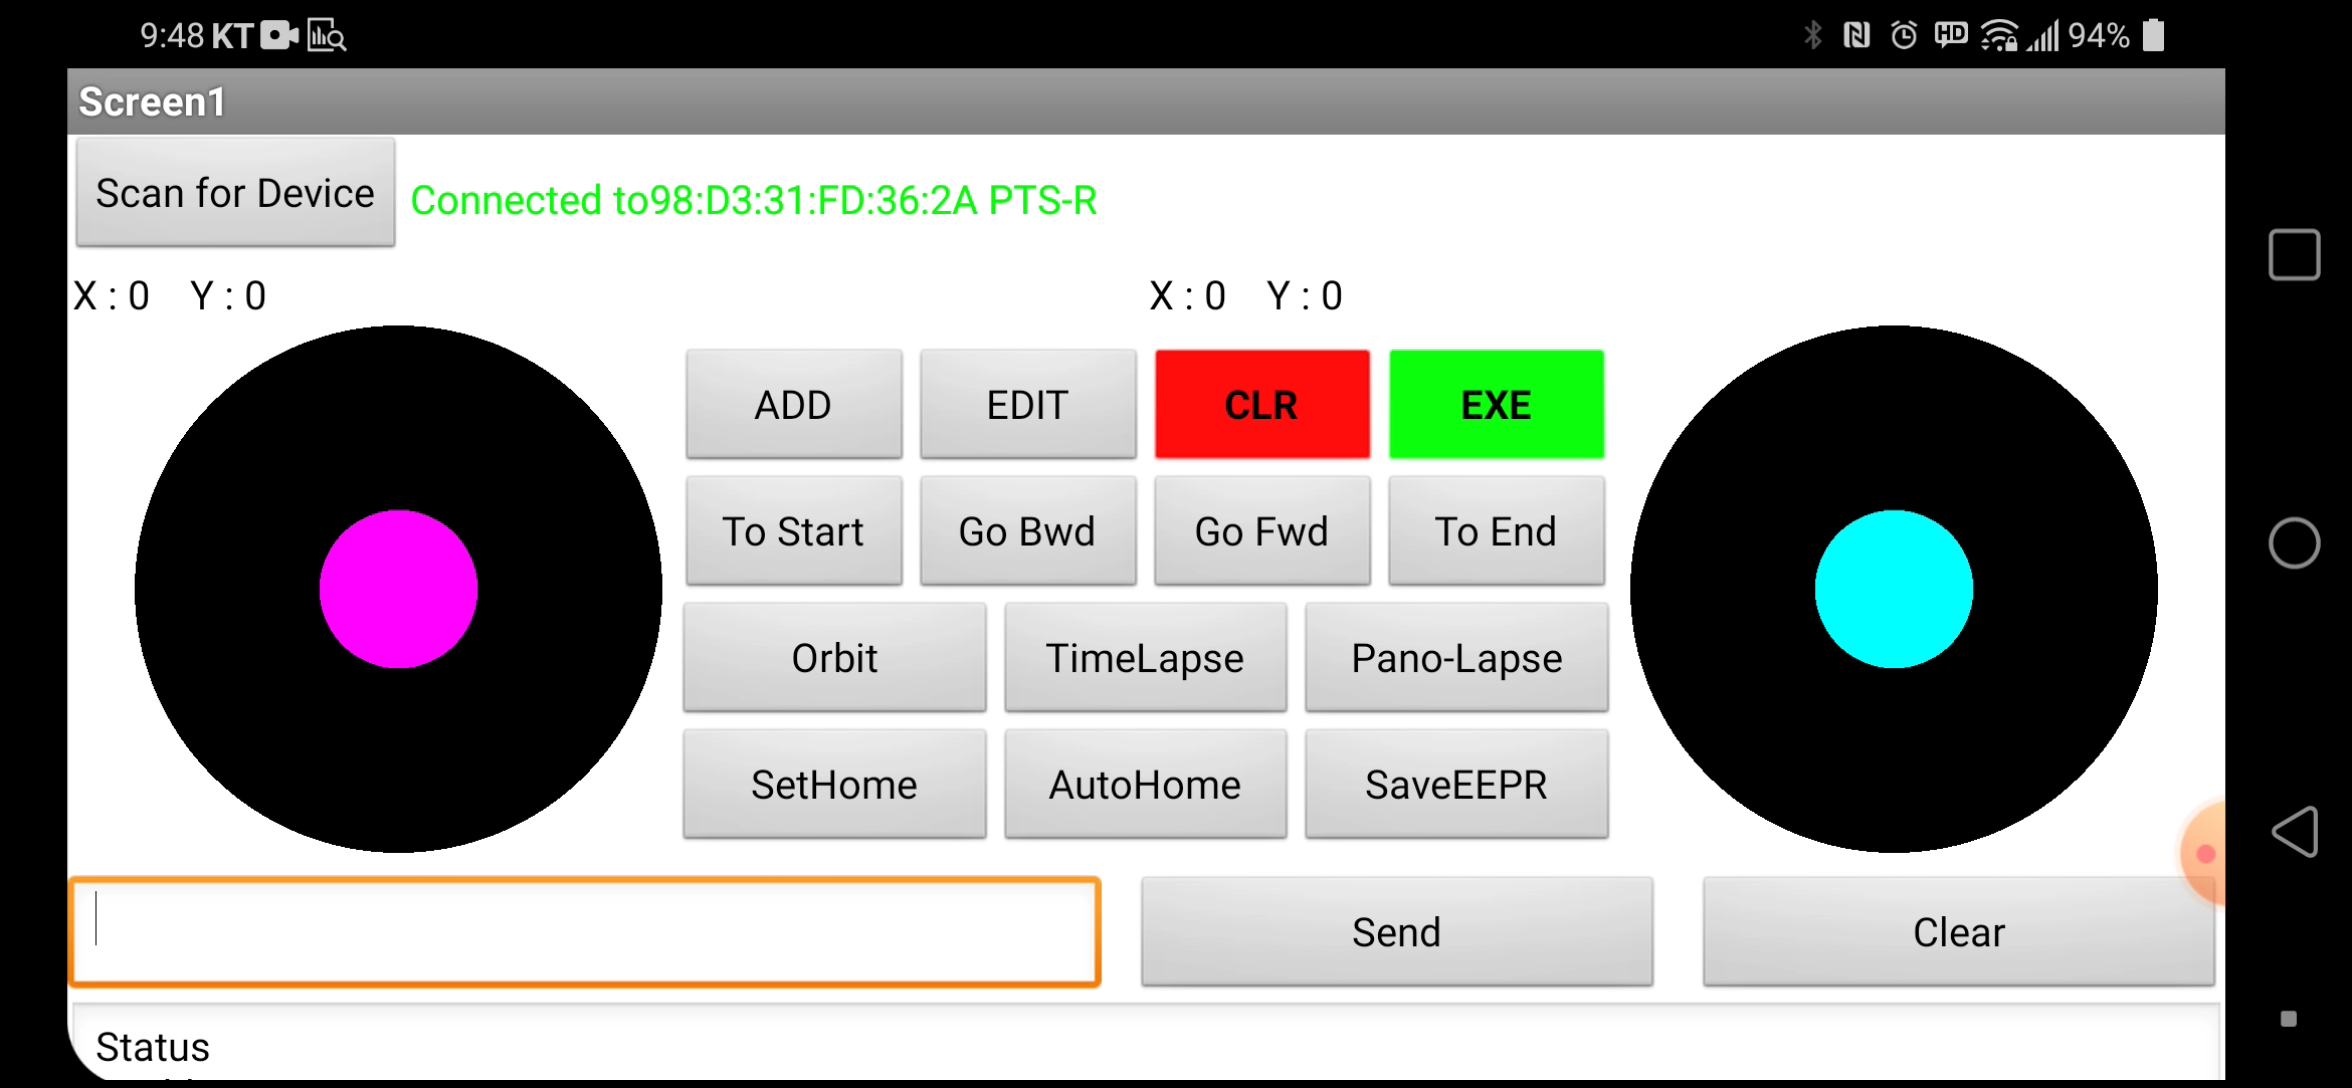 9:48 KT HD 94%
Screen1
Scan for Device Connected to98:D3:31:FD:36:2A PTS-R
X : 0 Y : 0 X : 0 Y : 0
ADD EDIT CLR EXE
To Start Go Bwd Go Fwd To End
Orbit TimeLapse Pano-Lapse
SetHome AutoHome SaveEEPR
Send Clear
Status